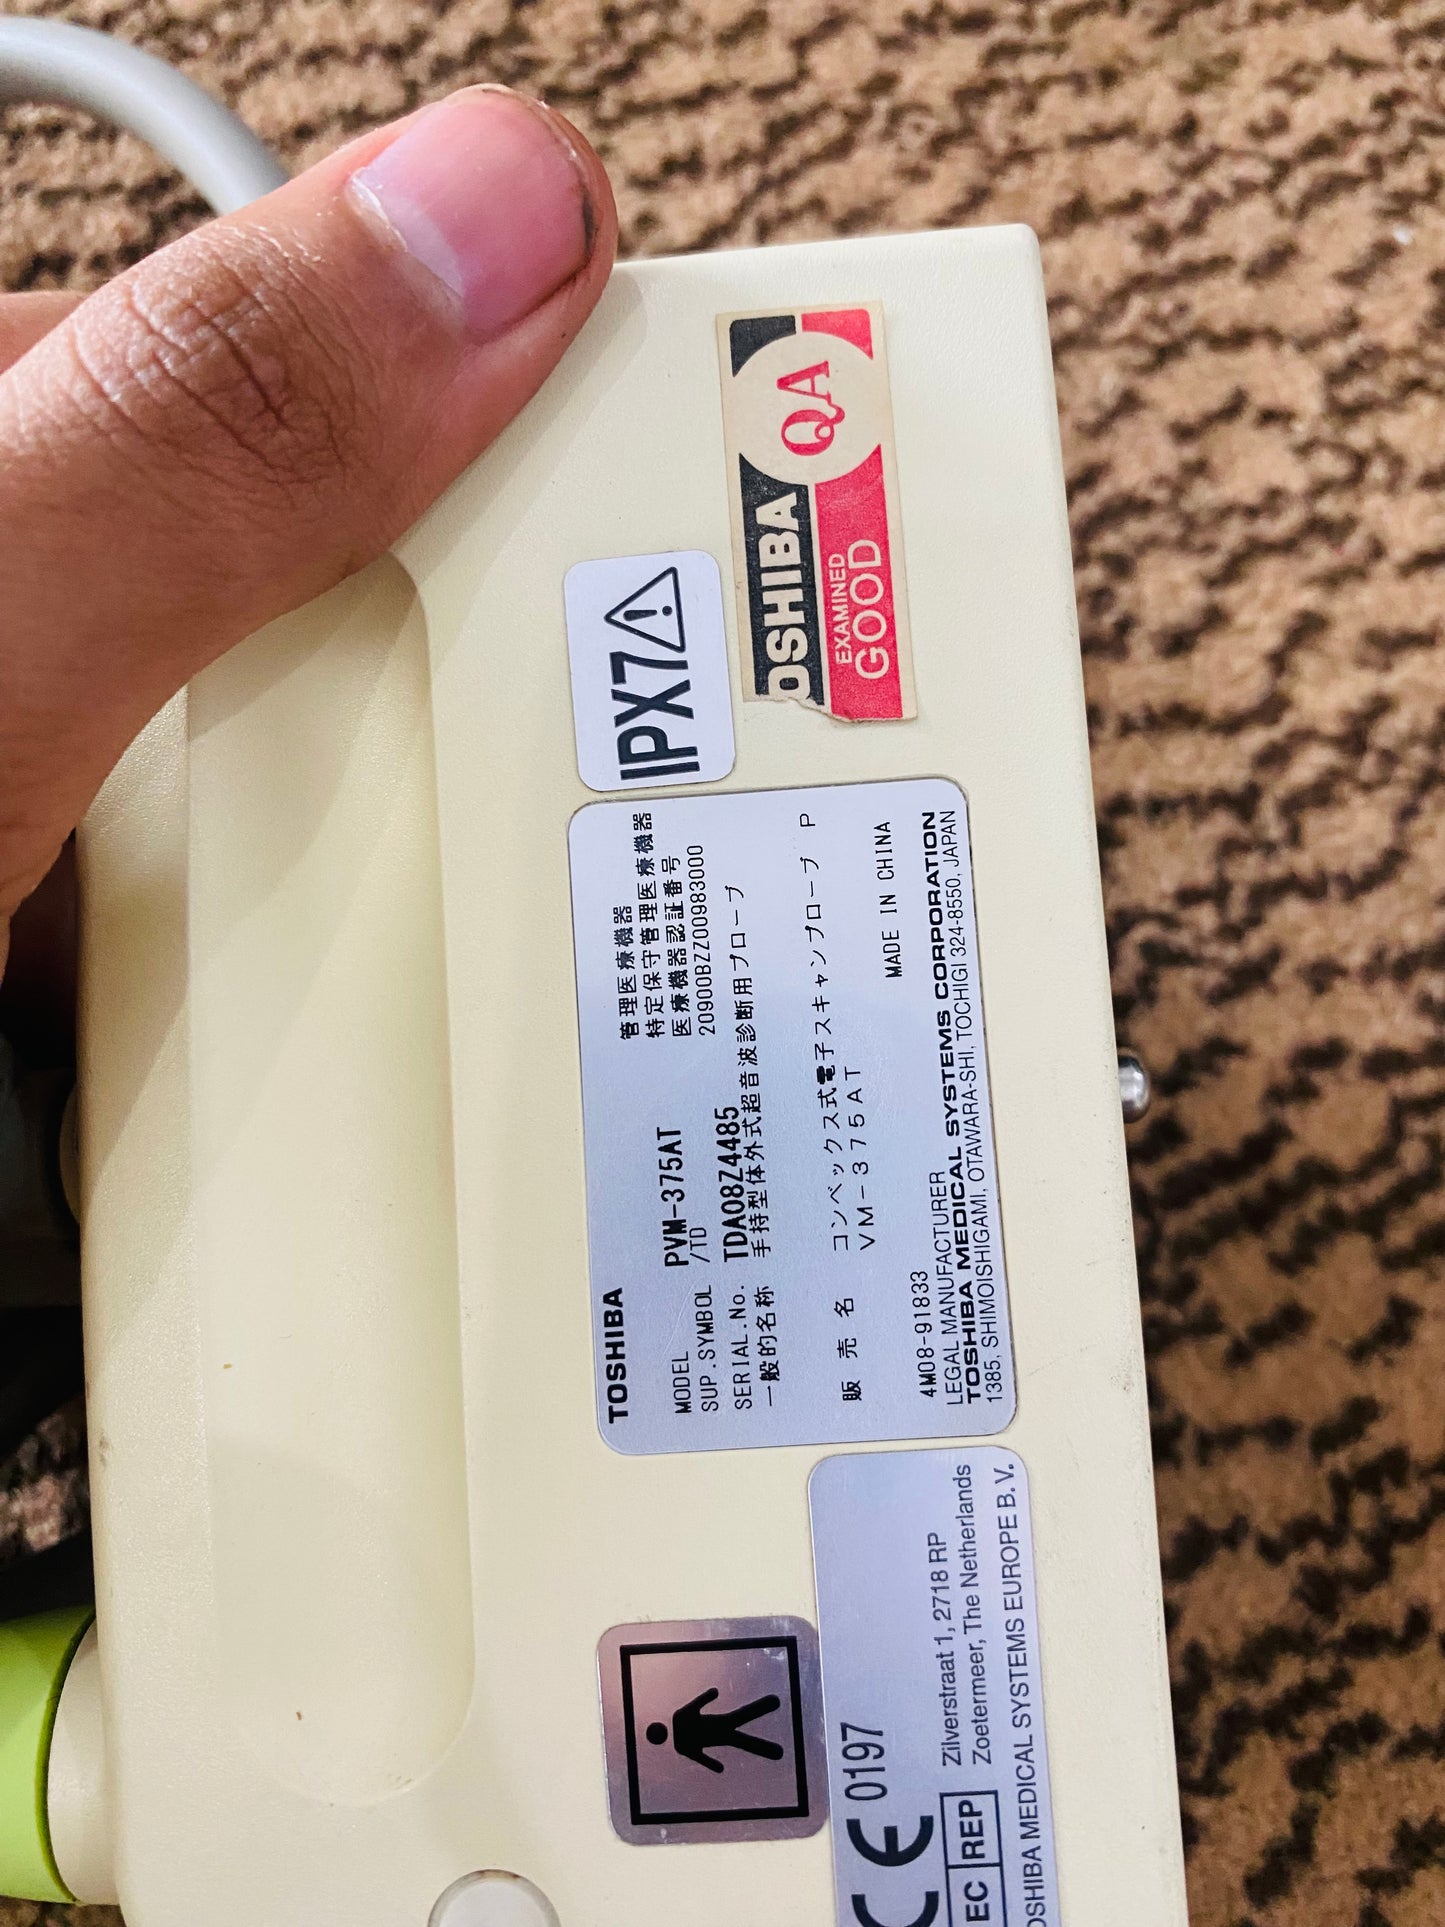 TOSHIBA
QA
EXAMINED
GOOD
IPX7
TOSHIBA
管理医療機器
特定保守管理医療機器
医療機器認証番号
20900BZZ00983000
MODEL PVM-375AT
SUP.SYMBOL /TD
SERIAL.No. TDA08Z4485
一般的名称 手持型体外式超音波診断用プローブ
販売名 コンベックス式電子スキャンプローブ P
VM-375AT
MADE IN CHINA
4M08-91833
LEGAL MANUFACTURER
TOSHIBA MEDICAL SYSTEMS CORPORATION
1385, SHIMOISHIGAMI, OTAWARA-SHI, TOCHIGI 324-8550, JAPAN
CE 0197
EC REP
Zilverstraat 1, 2718 RP
Zoetermeer, The Netherlands
TOSHIBA MEDICAL SYSTEMS EUROPE B.V.